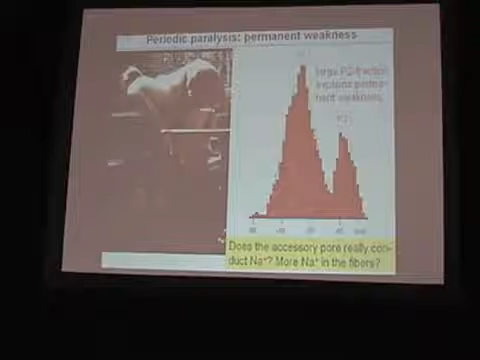 Periodic paralysis: permanent weakness
large P2-fraction
explains perma-
nent weakness
Does the accessory pore really con-
duct Na⁺? More Na⁺ in the fibers?